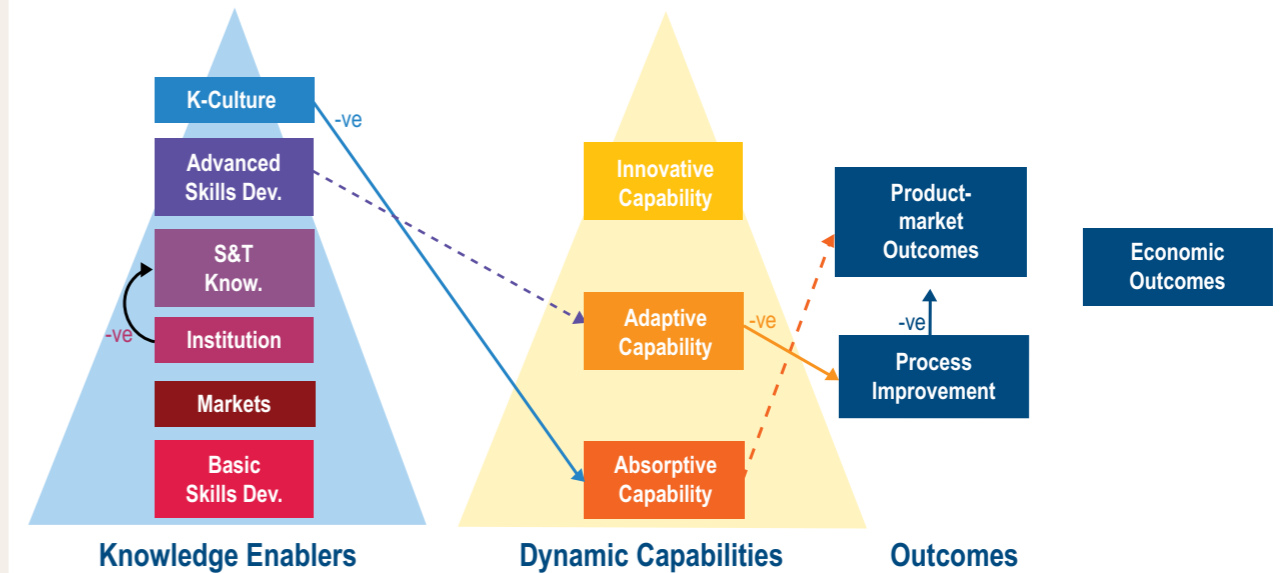 K-Culture
-ve
Advanced
Skills Dev.
S&T
Know.
-ve
Institution
Markets
Basic
Skills Dev.
Knowledge Enablers
Innovative
Capability
Adaptive
Capability
-ve
Absorptive
Capability
Dynamic Capabilities
Product-
market
Outcomes
-ve
Process
Improvement
Economic
Outcomes
Outcomes